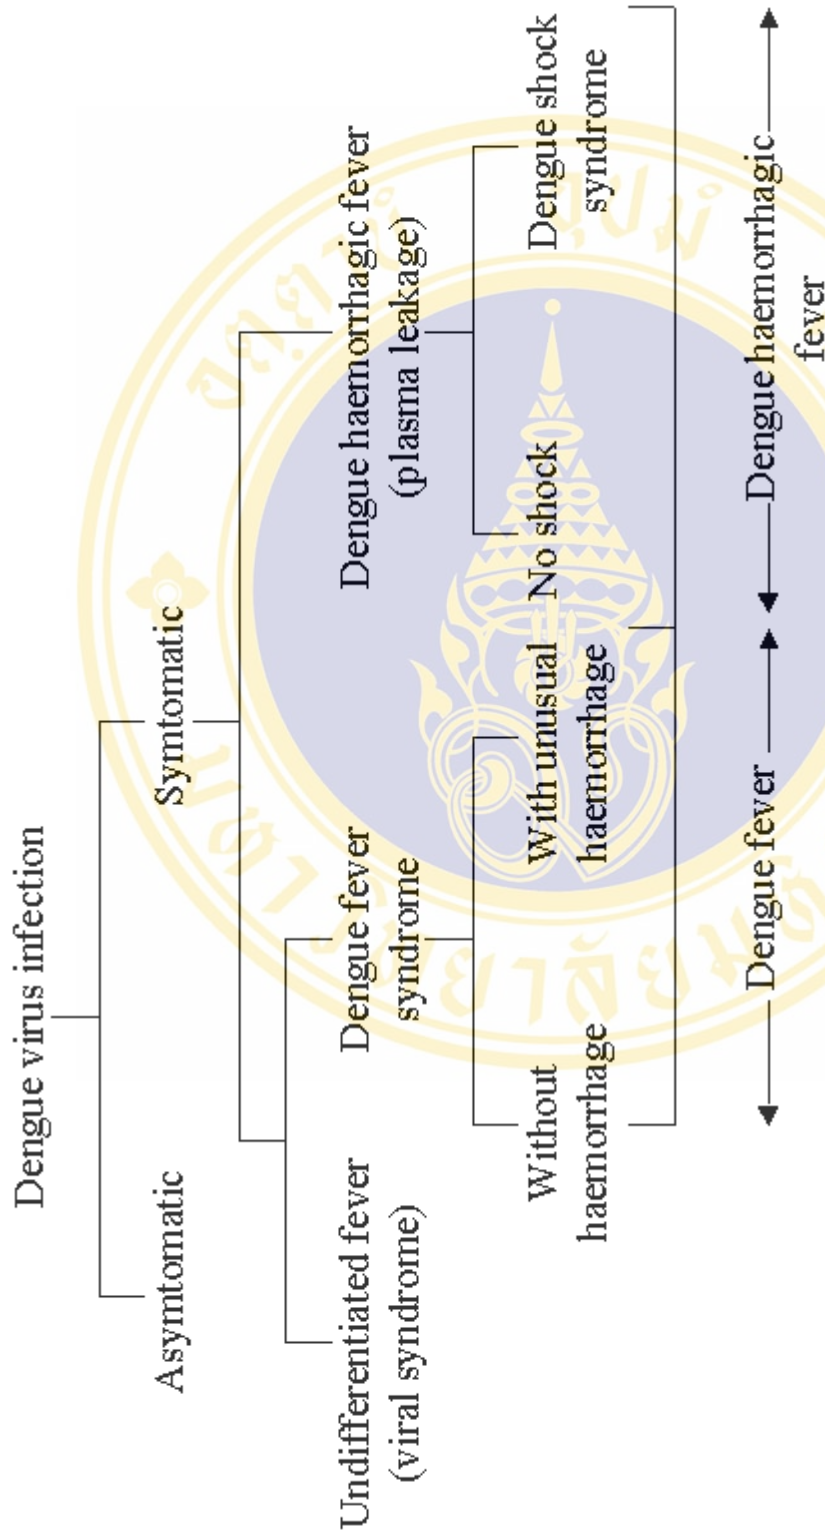 Dengue virus infection
Asymtomatic
Symtomatic
Undifferentiated fever
(viral syndrome)
Dengue fever
syndrome
Dengue haemorrhagic fever
(plasma leakage)
Without
haemorrhage
With unusual
haemorrhage
No shock
Dengue shock
syndrome
Dengue fever
Dengue haemorrhagic
fever